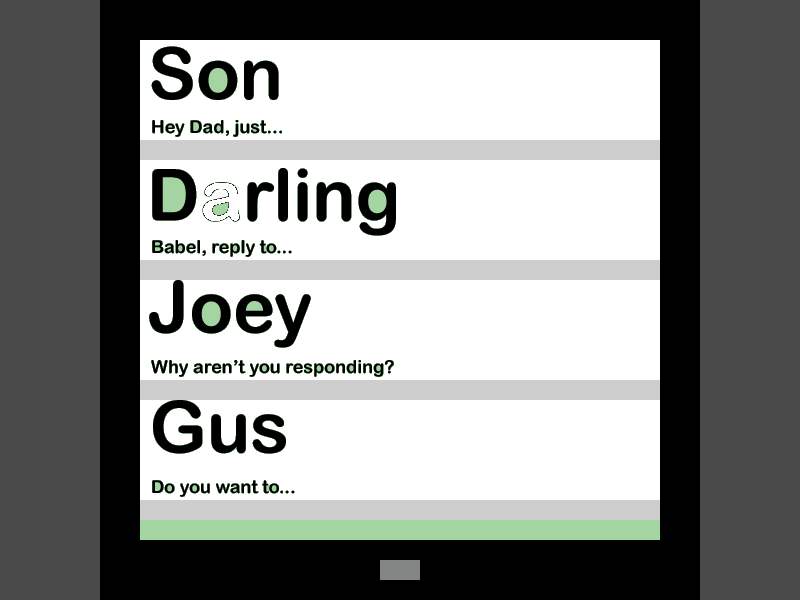 Son
Hey Dad, just...
Darling
Babel, reply to...
Joey
Why aren't you responding?
Gus
Do you want to...